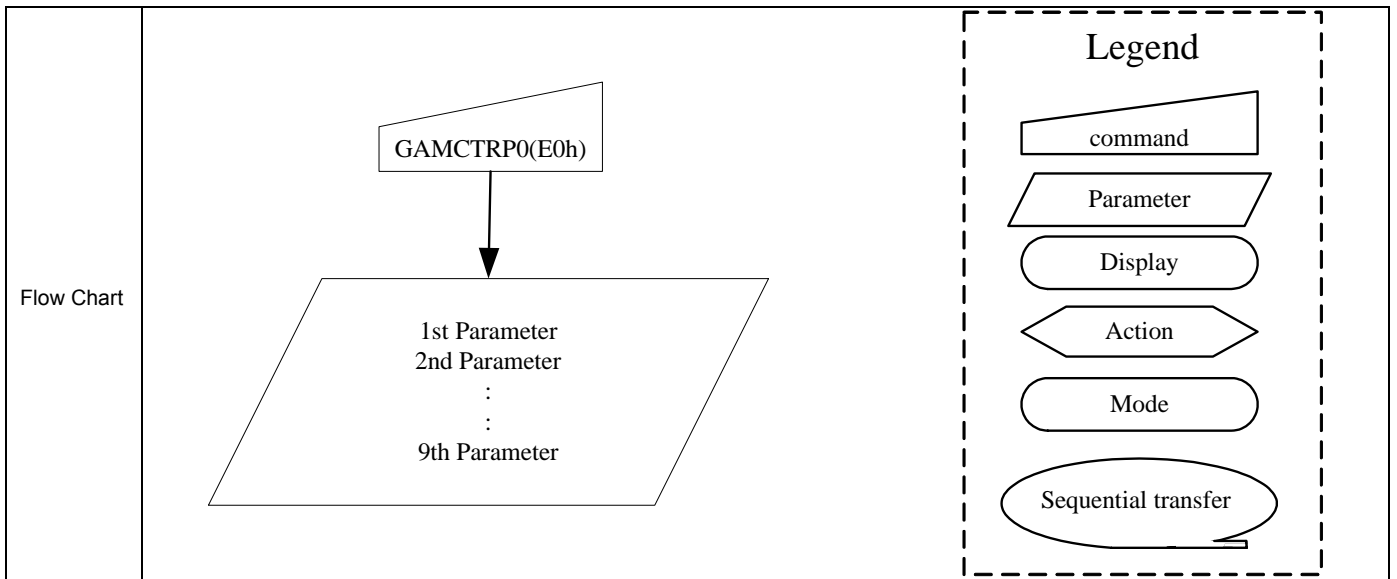 Flow Chart
GAMCTRP0(E0h)
1st Parameter
2nd Parameter
:
:
9th Parameter
Legend
command
Parameter
Display
Action
Mode
Sequential transfer